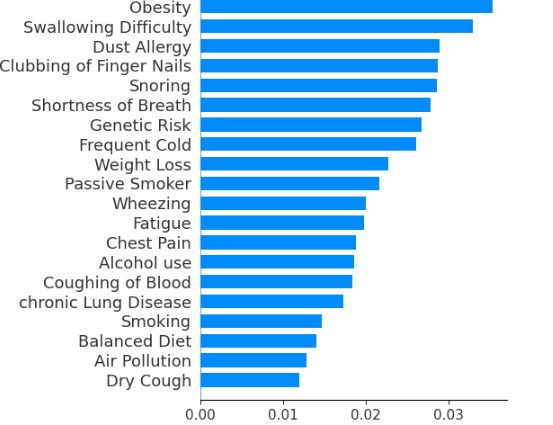 Obesity
Swallowing Difficulty
Dust Allergy
Clubbing of Finger Nails
Snoring
Shortness of Breath
Genetic Risk
Frequent Cold
Weight Loss
Passive Smoker
Wheezing
Fatigue
Chest Pain
Alcohol use
Coughing of Blood
chronic Lung Disease
Smoking
Balanced Diet
Air Pollution
Dry Cough
0.00 0.01 0.02 0.03